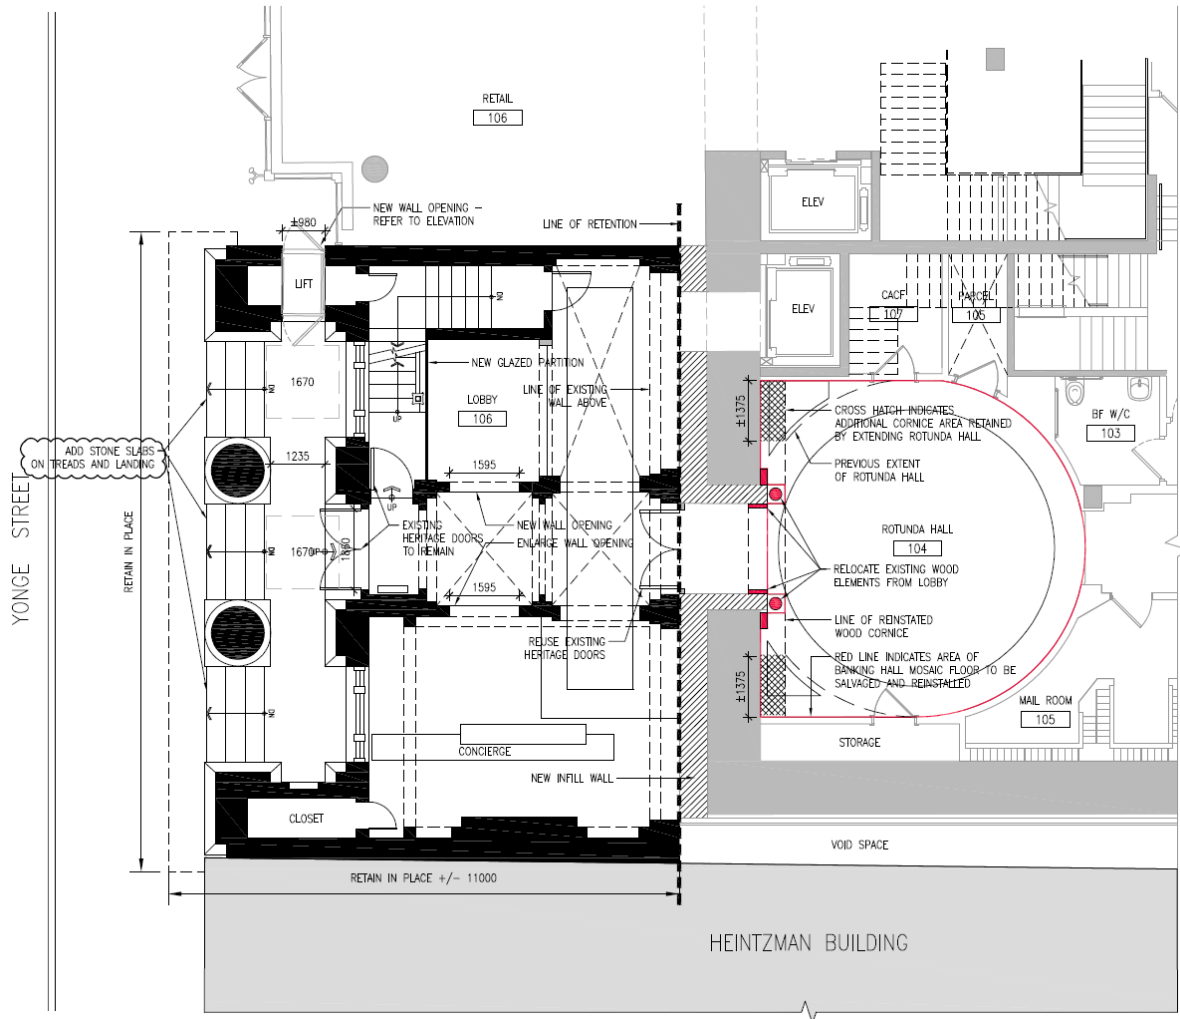 RETAIL
106
NEW WALL OPENING –
REFER TO ELEVATION
±980
LINE OF RETENTION
ELEV
LIFT
DN
ELEV
CACF
107
PARCEL
105
NEW GLAZED PARTITION
1670
UP
LINE OF EXISTING
WALL ABOVE
LOBBY
106
±1375
CROSS HATCH INDICATES
ADDITIONAL CORNICE AREA RETAINED
BY EXTENDING ROTUNDA HALL
BF W/C
103
DN
ADD STONE SLABS
ON TREADS AND LANDING
1235
1595
PREVIOUS EXTENT
OF ROTUNDA HALL
UP
YONGE STREET
RETAIN IN PLACE
EXISTING
HERITAGE DOORS
TO REMAIN
NEW WALL OPENING
ENLARGE WALL OPENING
ROTUNDA HALL
104
DN
1670
UP
1860
RELOCATE EXISTING WOOD
ELEMENTS FROM LOBBY
1595
LINE OF REINSTATED
WOOD CORNICE
REUSE EXISTING
HERITAGE DOORS
RED LINE INDICATES AREA OF
BANKING HALL MOSAIC FLOOR TO BE
SALVAGED AND REINSTALLED
±1375
DN
MAIL ROOM
105
STORAGE
CONCIERGE
NEW INFILL WALL
CLOSET
VOID SPACE
RETAIN IN PLACE +/- 11000
HEINTZMAN BUILDING